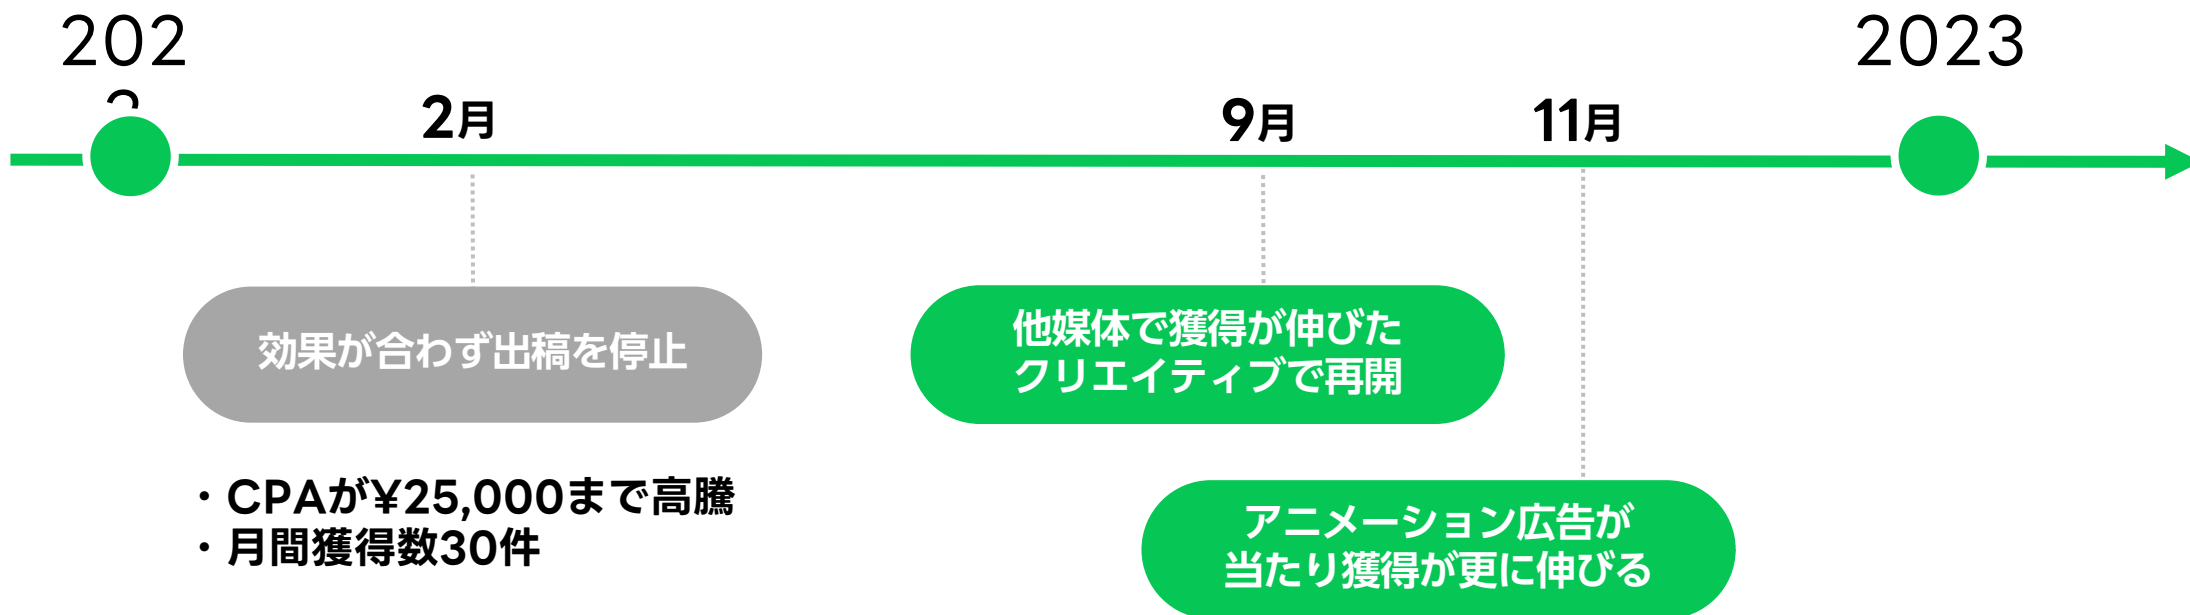 202
2023
2月
9月
11月
効果が合わず出稿を停止
他媒体で獲得が伸びた
クリエイティブで再開
・CPAが¥25,000まで高騰
・月間獲得数30件
アニメーション広告が
当たり獲得が更に伸びる